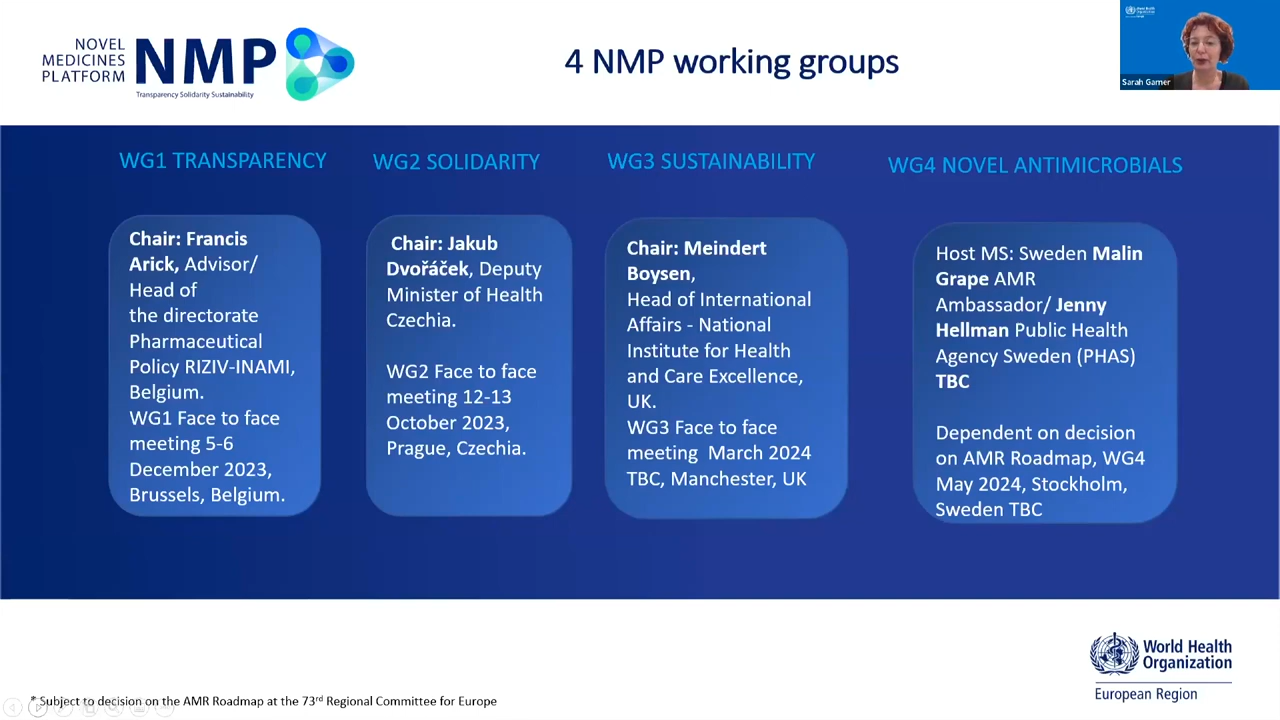 NOVEL
MEDICINES
PLATFORM
NMP
Transparency Solidarity Sustainability
4 NMP working groups
World Health
Organization
Sarah Garner
WG1 TRANSPARENCY
Chair: Francis
Arick, Advisor/
Head of
the directorate
Pharmaceutical
Policy RIZIV-INAMI,
Belgium.
WG1 Face to face
meeting 5-6
December 2023,
Brussels, Belgium.
WG2 SOLIDARITY
Chair: Jakub
Dvořáček, Deputy
Minister of Health
Czechia.
WG2 Face to face
meeting 12-13
October 2023,
Prague, Czechia.
WG3 SUSTAINABILITY
Chair: Meindert
Boysen,
Head of International
Affairs - National
Institute for Health
and Care Excellence,
UK.
WG3 Face to face
meeting March 2024
TBC, Manchester, UK
WG4 NOVEL ANTIMICROBIALS
Host MS: Sweden Malin
Grape AMR
Ambassador/ Jenny
Hellman Public Health
Agency Sweden (PHAS)
TBC
Dependent on decision
on AMR Roadmap, WG4
May 2024, Stockholm,
Sweden TBC
World Health
Organization
European Region
* Subject to decision on the AMR Roadmap at the 73rd Regional Committee for Europe